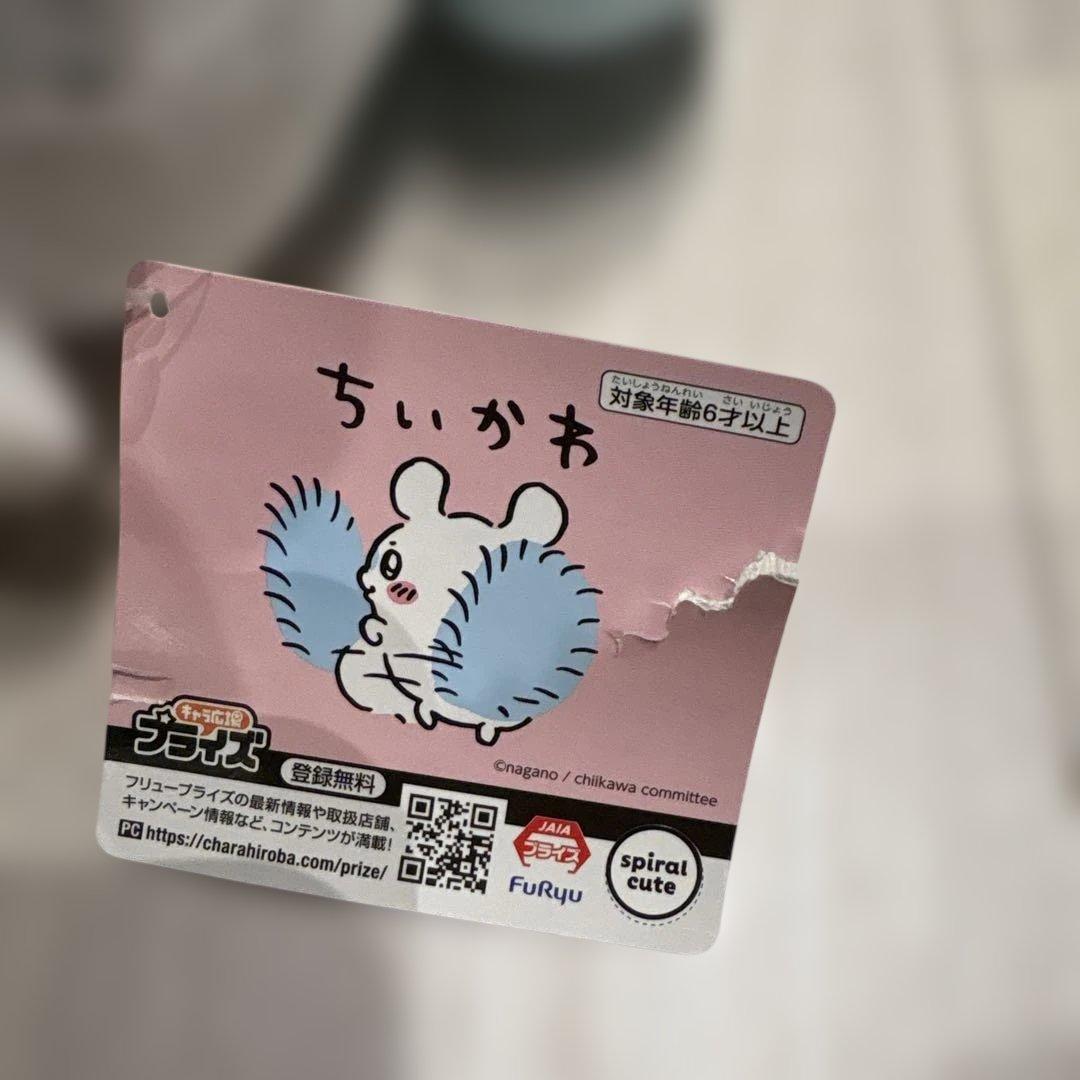 ちいかわ
たいしょうねんれい さい いじょう
対象年齢6才以上
©nagano / chiikawa committee
キャラ広場
プライズ
登録無料
フリュープライズの最新情報や取扱店舗、
キャンペーン情報など、コンテンツが満載!
PC https://charahiroba.com/prize/
JAIA
プライズ
FuRyu
spiral
cute